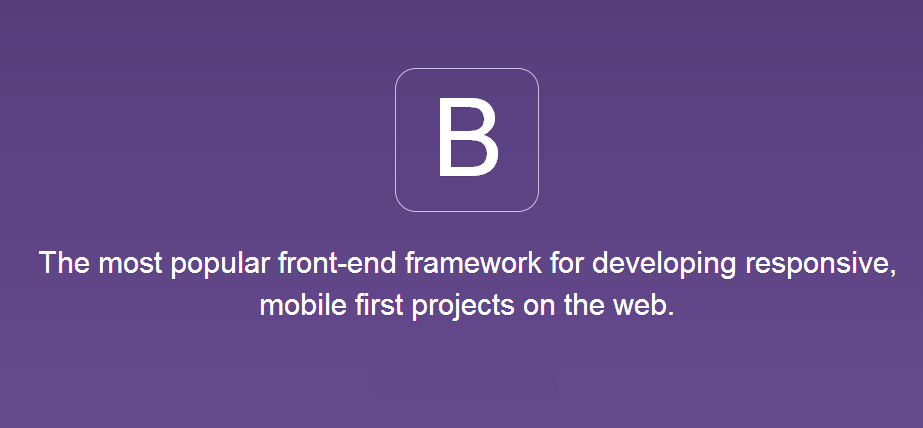 B
The most popular front-end framework for developing responsive,
mobile first projects on the web.